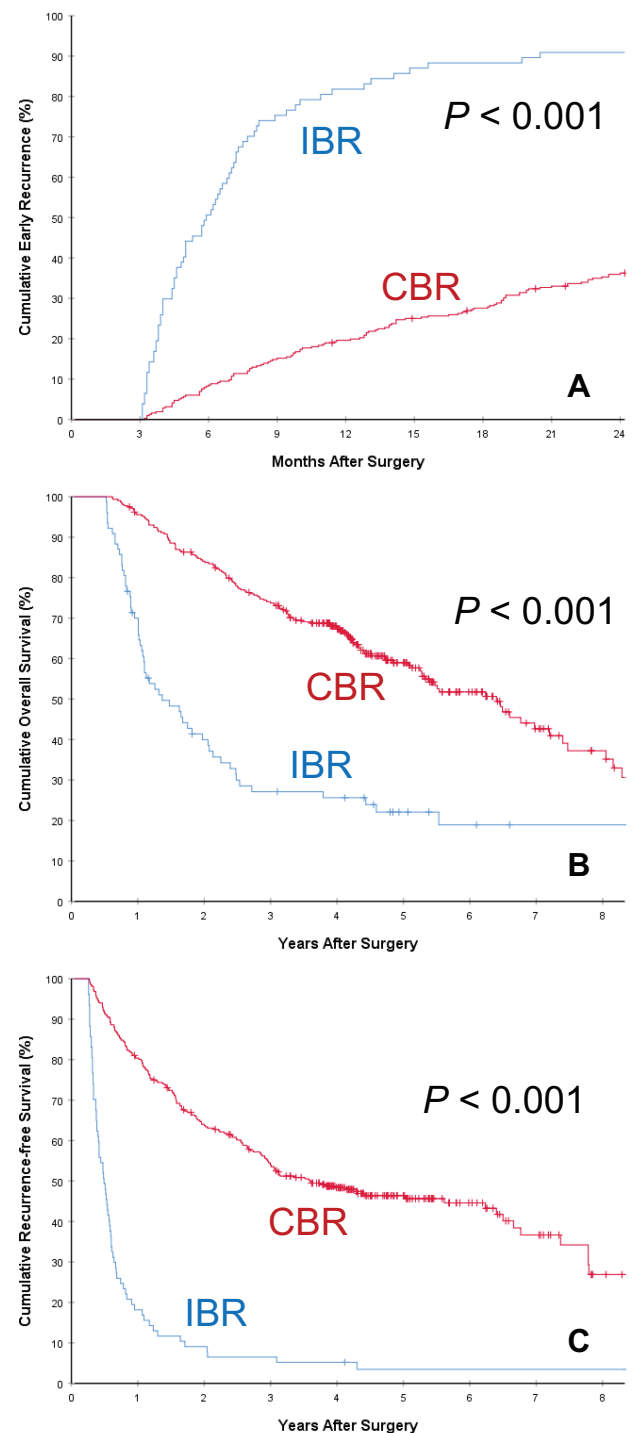 Cumulative Early Recurrence (%)
100
90
80
70
60
50
40
30
20
10
0
IBR
P < 0.001
CBR
A
0 3 6 9 12 15 18 21 24
Months After Surgery
Cumulative Overall Survival (%)
100
90
80
70
60
50
40
30
20
10
0
P < 0.001
CBR
IBR
B
0 1 2 3 4 5 6 7 8
Years After Surgery
Cumulative Recurrence-free Survival (%)
100
90
80
70
60
50
40
30
20
10
0
P < 0.001
CBR
IBR
C
0 1 2 3 4 5 6 7 8
Years After Surgery